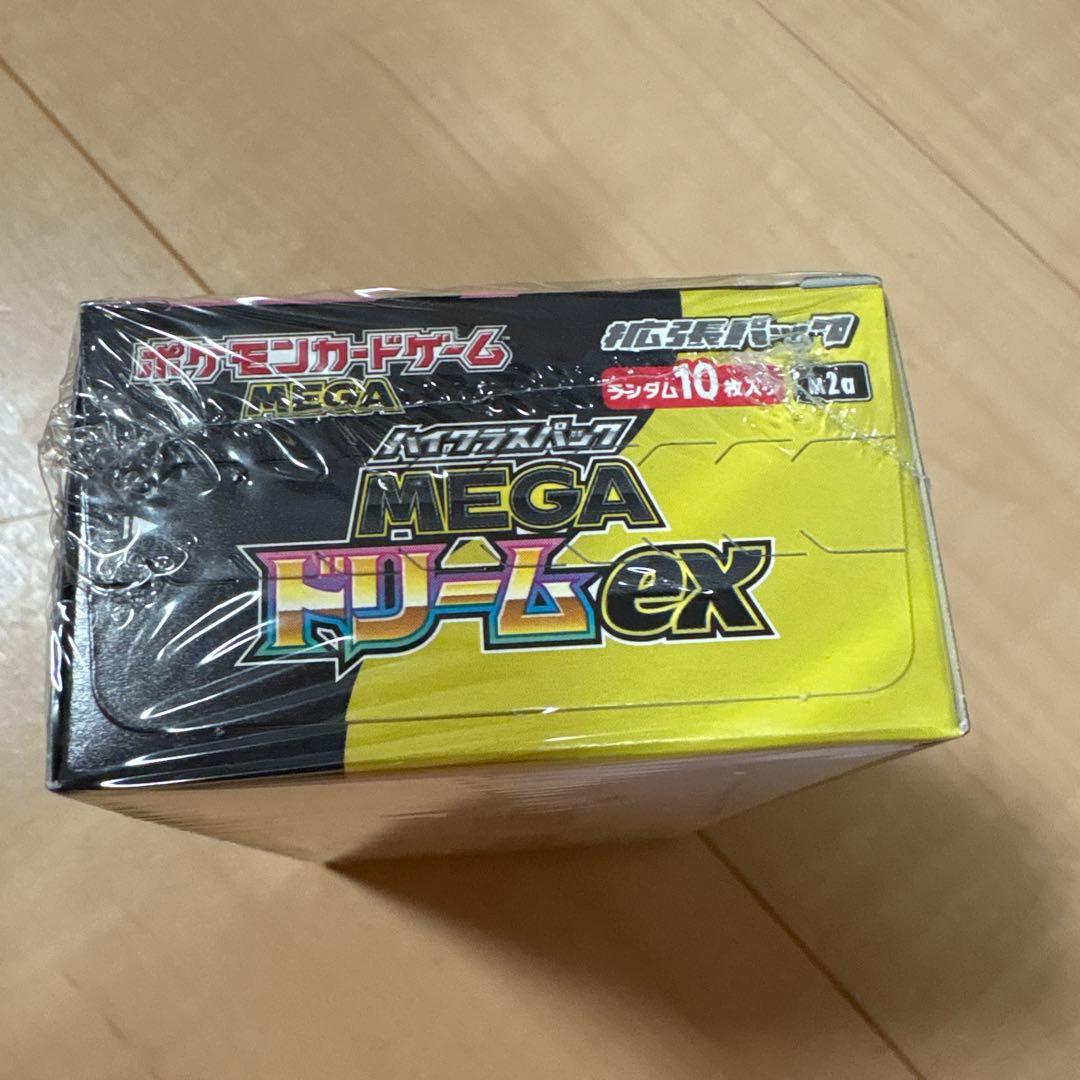 ポケモンカードゲーム
MEGA
拡張パック
ランダム10枚入り
M2a
ハイクラスパック
MEGA
ドリームex